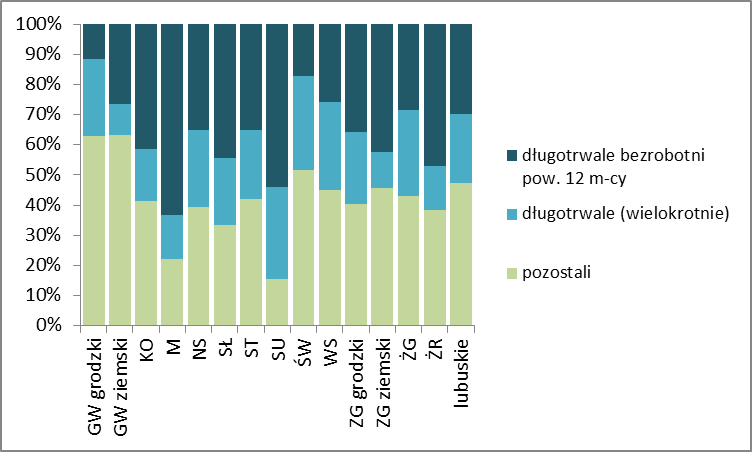 100%
90%
80%
70%
60%
50%
40%
30%
20%
10%
0%
GW grodzki
GW ziemski
KO
M
NS
SŁ
ST
SU
ŚW
WS
ZG grodzki
ZG ziemski
ŻG
ŻR
lubuskie
długotrwale bezrobotni
pow. 12 m-cy
długotrwale (wielokrotnie)
pozostali